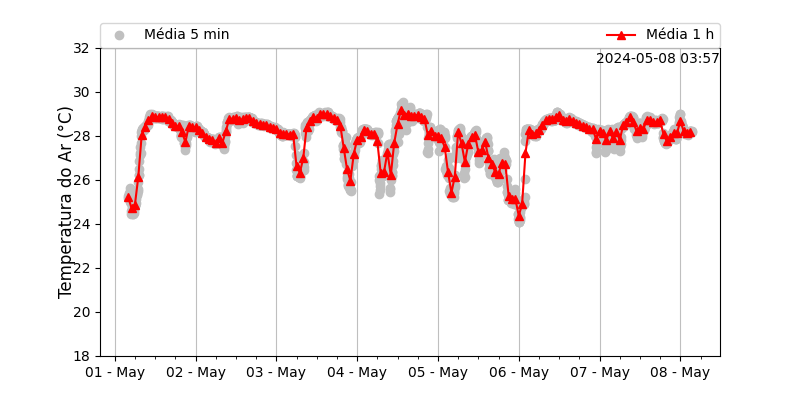 Média 5 min
Média 1 h
2024-05-08 03:57
Temperatura do Ar (°C)
32
30
28
26
24
22
20
18
01 - May
02 - May
03 - May
04 - May
05 - May
06 - May
07 - May
08 - May